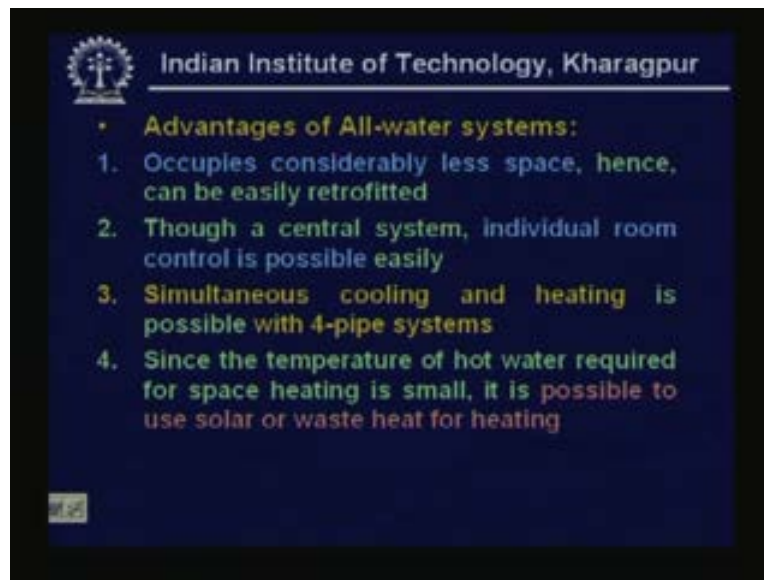 Indian Institute of Technology, Kharagpur
• Advantages of All-water systems:
1. Occupies considerably less space, hence,
can be easily retrofitted
2. Though a central system, individual room
control is possible easily
3. Simultaneous cooling and heating is
possible with 4-pipe systems
4. Since the temperature of hot water required
for space heating is small, it is possible to
use solar or waste heat for heating